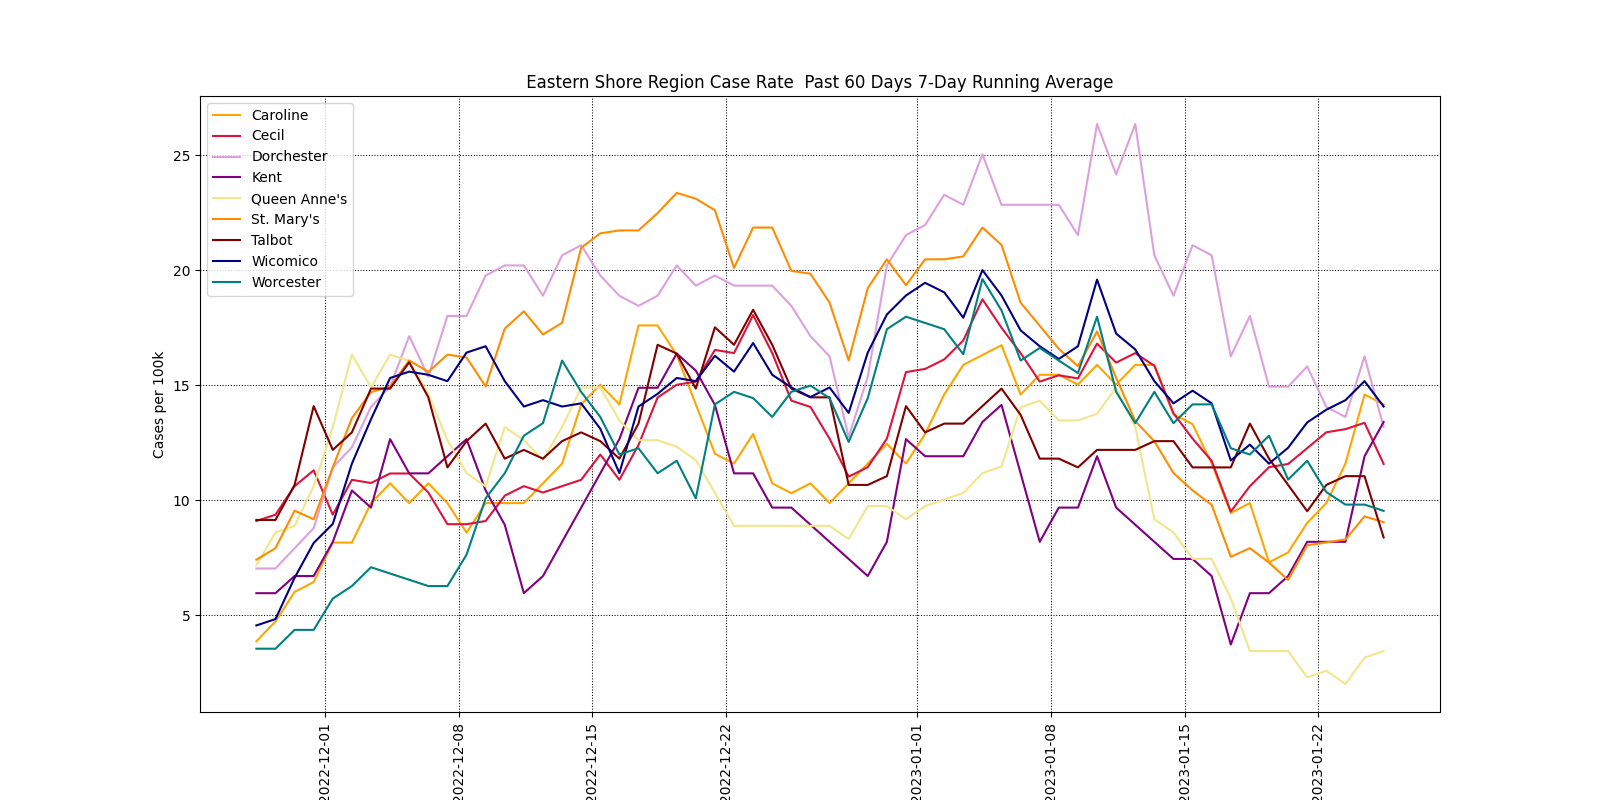 Eastern Shore Region Case Rate  Past 60 Days 7-Day Running Average
Caroline
Cecil
Dorchester
Kent
Queen Anne's
St. Mary's
Talbot
Wicomico
Worcester
Cases per 100k
25
20
15
10
5
2022-12-01
2022-12-08
2022-12-15
2022-12-22
2023-01-01
2023-01-08
2023-01-15
2023-01-22